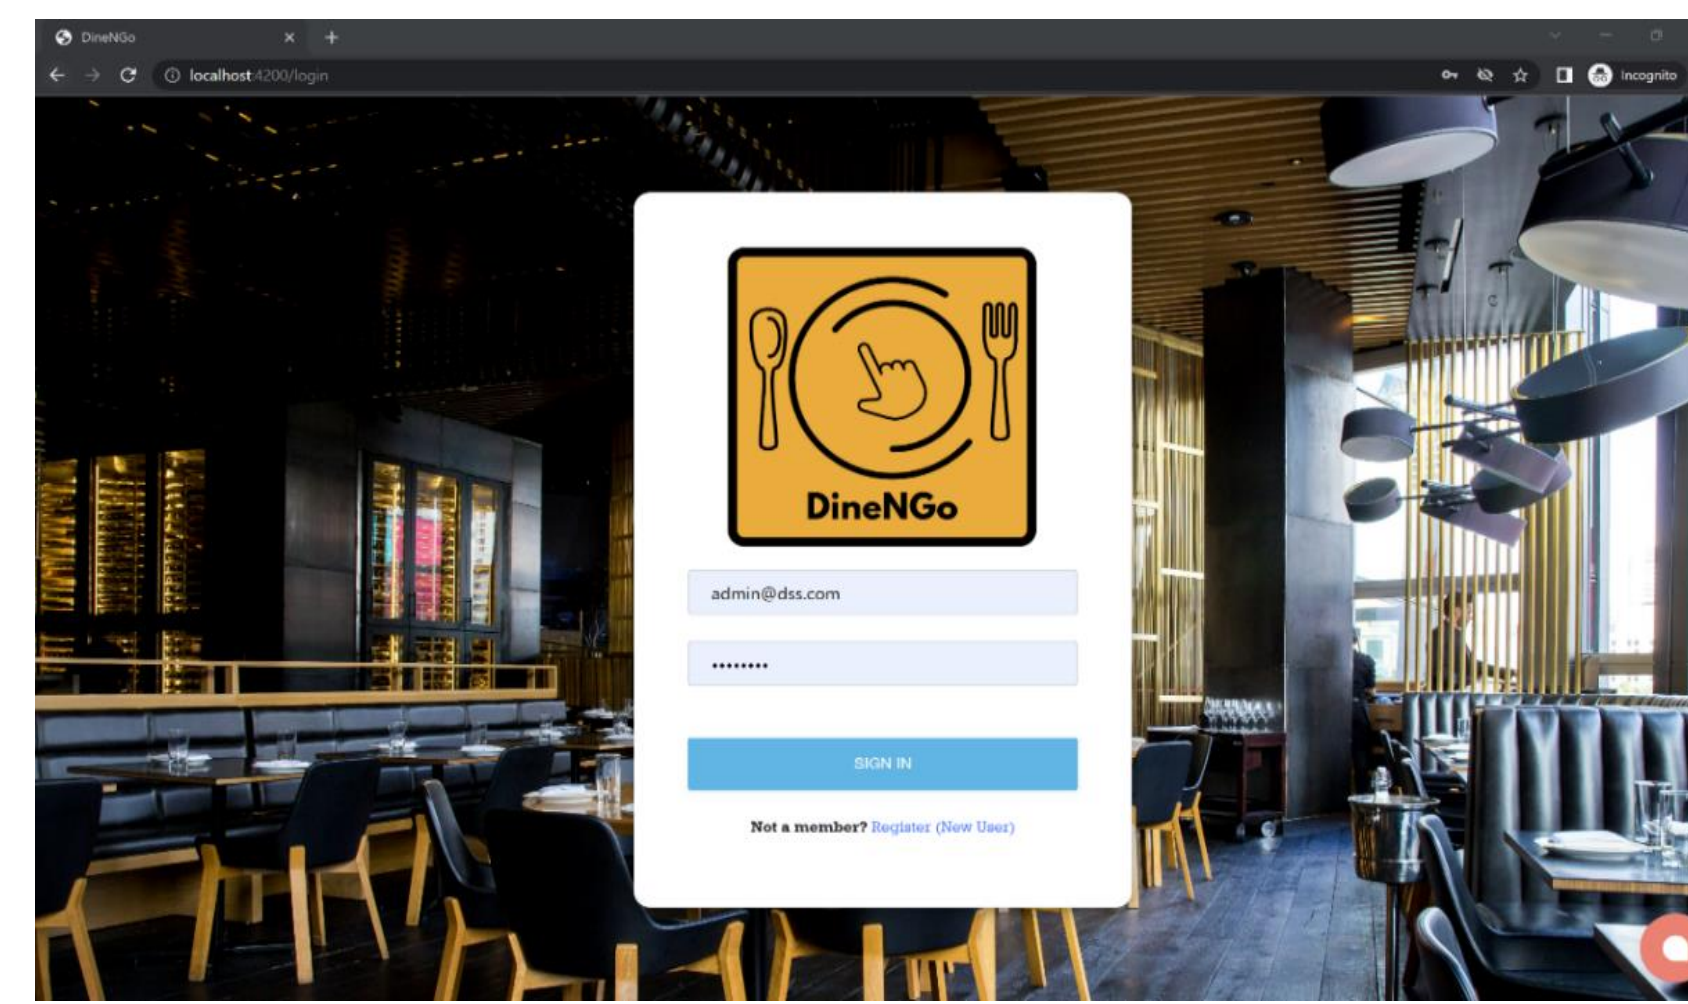 DineNGo
localhost:4200/login
Incognito
DineNGo
admin@dss.com
••••••••
SIGN IN
Not a member? Register (New User)